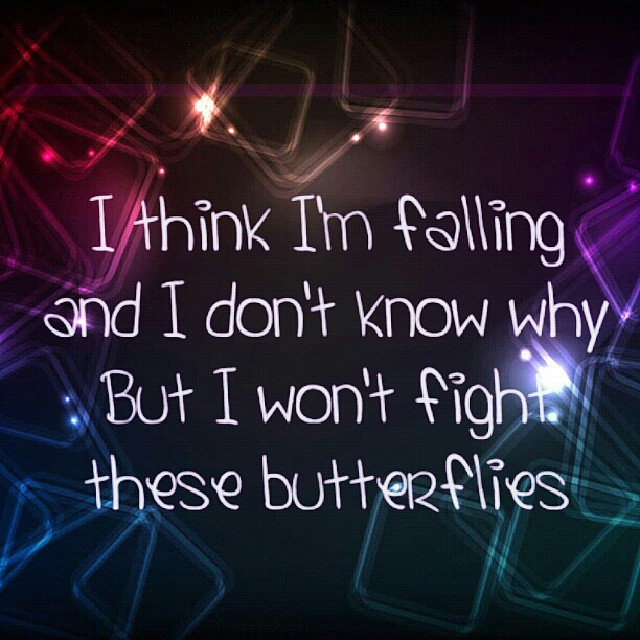 I think I'm falling
and I don't know why
But I won't fight
these butterflies